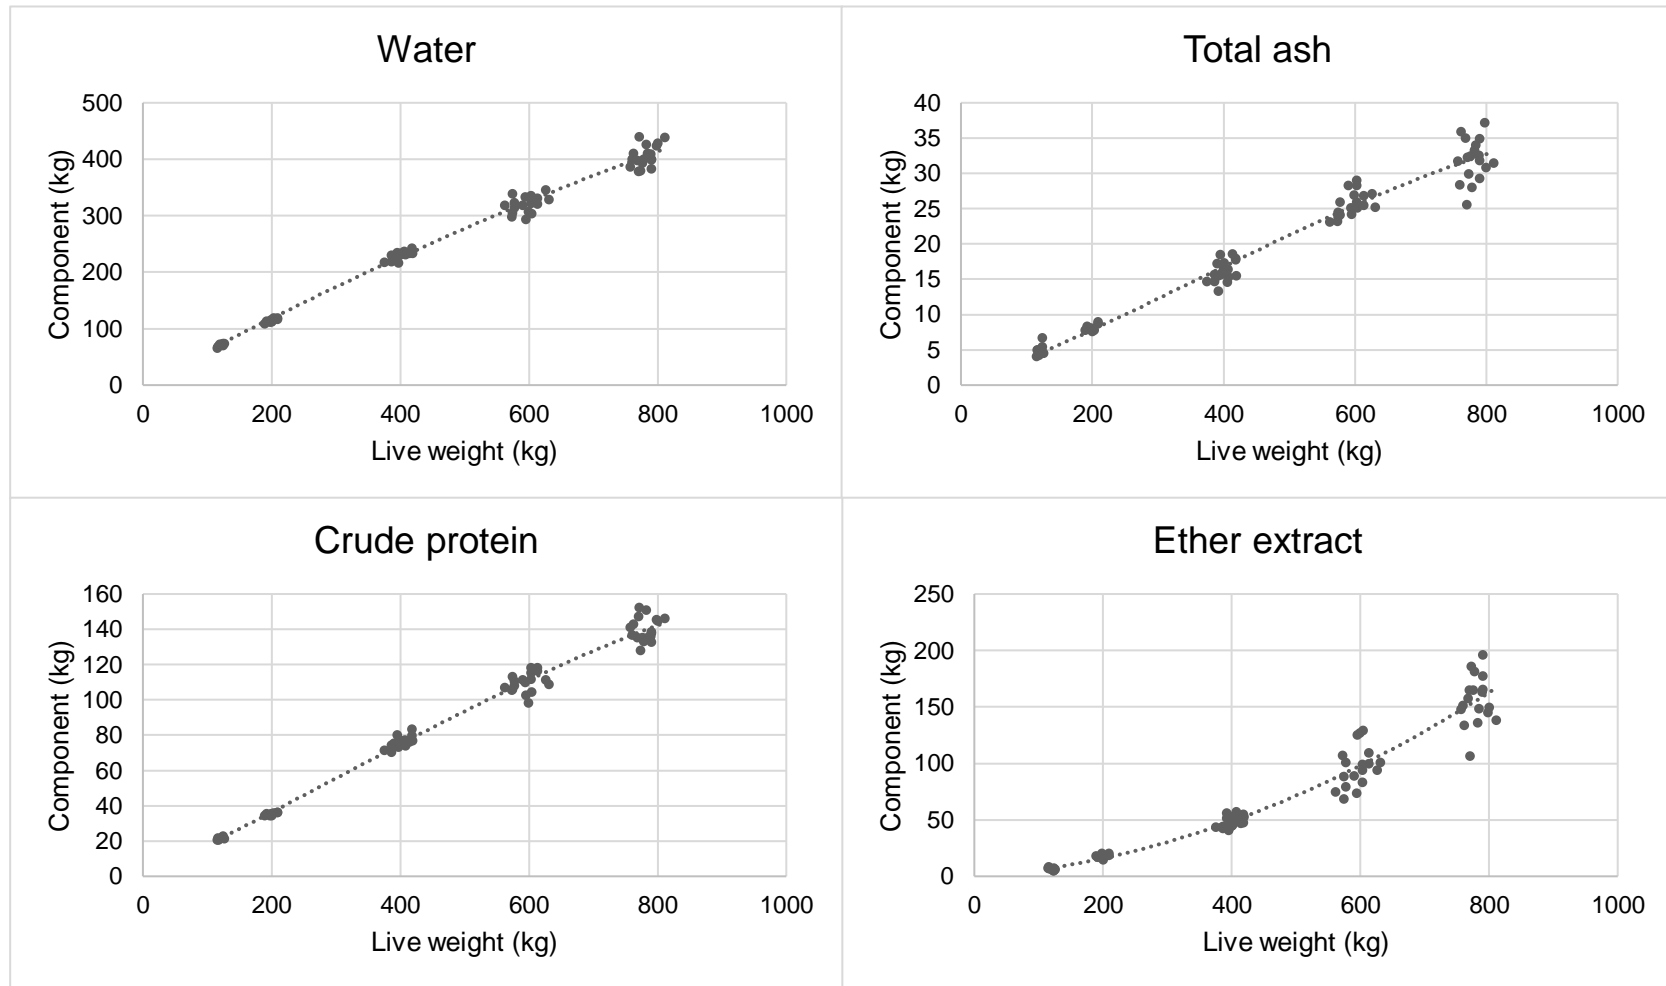 Water
500
400
300
200
100
0
0 200 400 600 800 1000
Component (kg)
Live weight (kg)
Total ash
40
35
30
25
20
15
10
5
0
0 200 400 600 800 1000
Component (kg)
Live weight (kg)
Crude protein
160
140
120
100
80
60
40
20
0
0 200 400 600 800 1000
Component (kg)
Live weight (kg)
Ether extract
250
200
150
100
50
0
0 200 400 600 800 1000
Component (kg)
Live weight (kg)